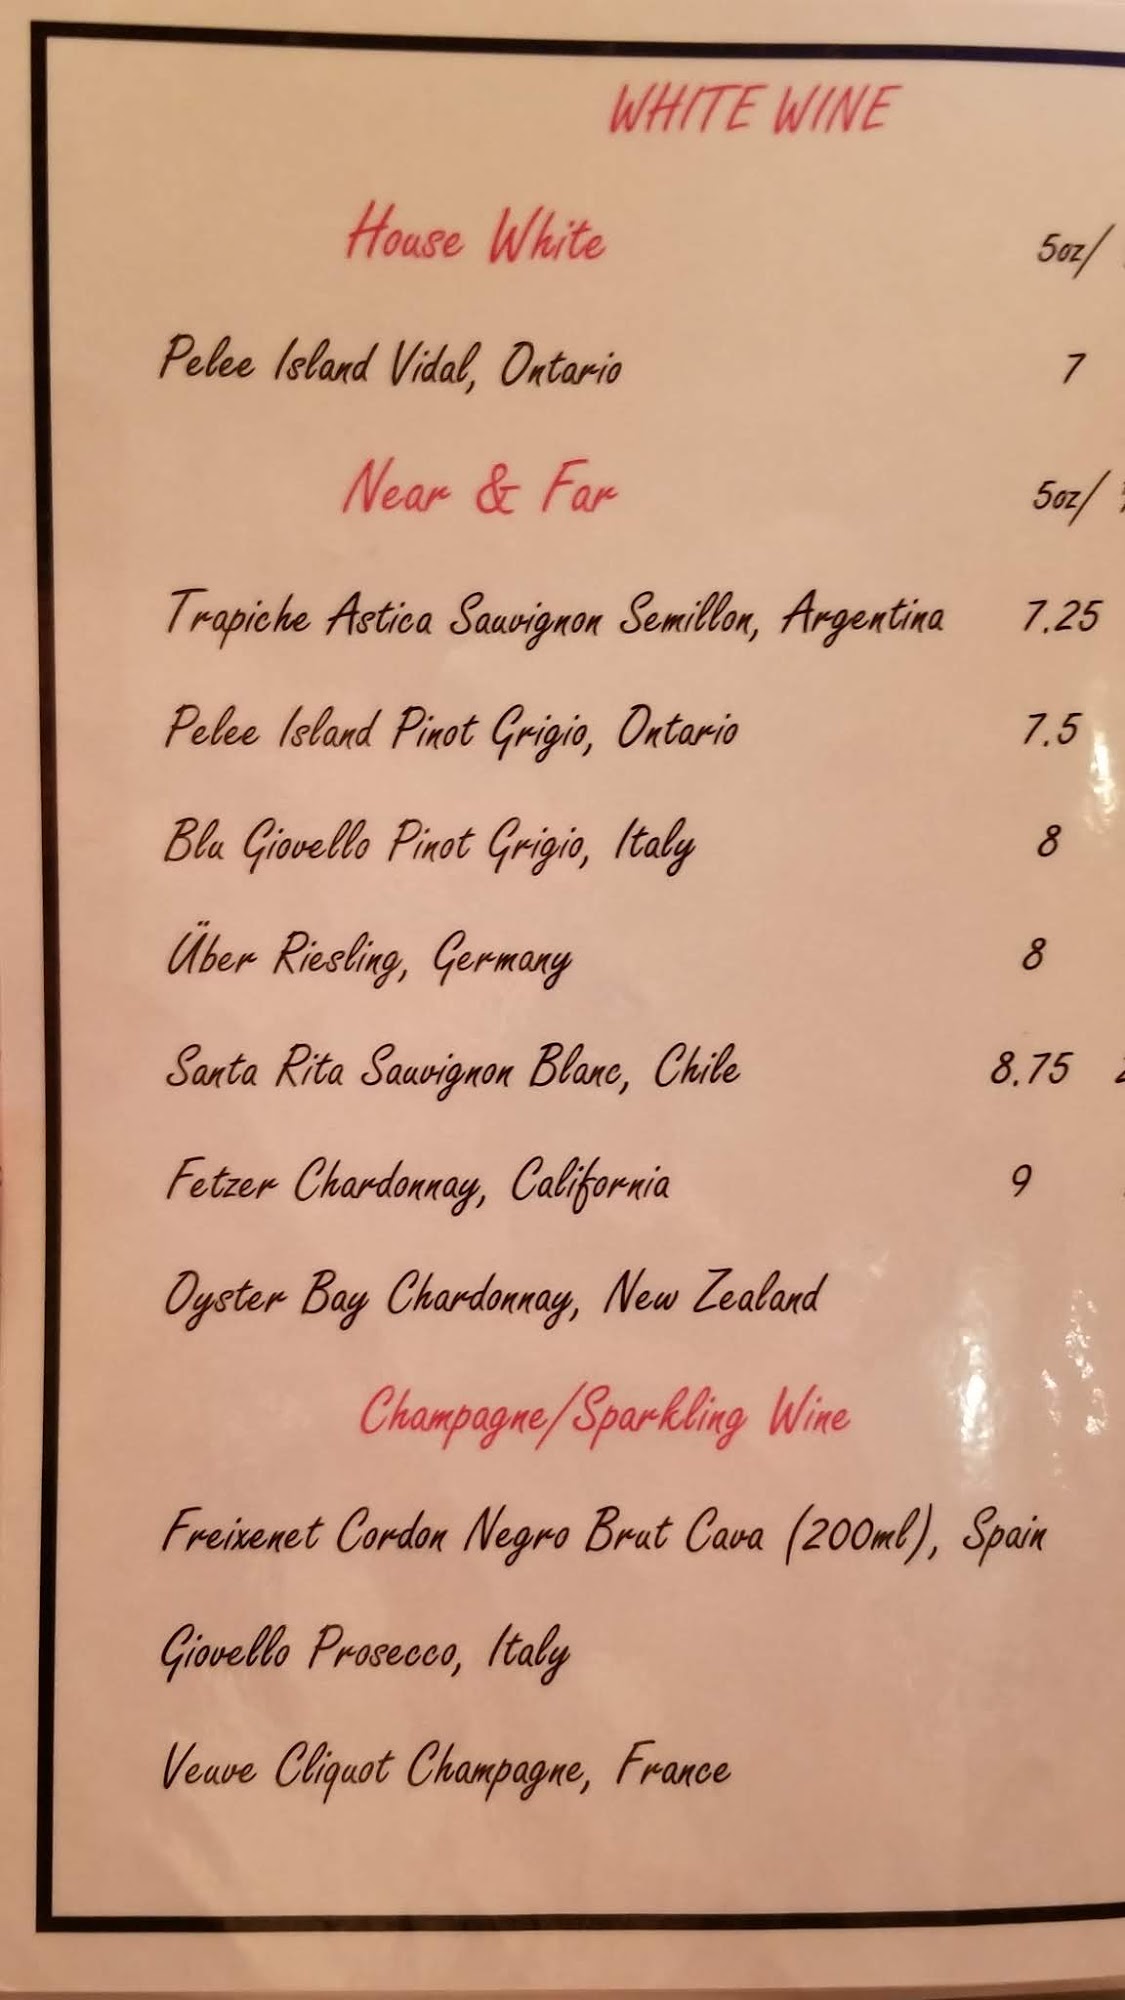 WHITE WINE
House White 5oz/
Pelee Island Vidal, Ontario 7
Near & Far 5oz/
Trapiche Astica Sauvignon Semillon, Argentina 7.25
Pelee Island Pinot Grigio, Ontario 7.5
Blu Giovello Pinot Grigio, Italy 8
Über Riesling, Germany 8
Santa Rita Sauvignon Blanc, Chile 8.75
Fetzer Chardonnay, California 9
Oyster Bay Chardonnay, New Zealand
Champagne/Sparkling Wine
Freixenet Cordon Negro Brut Cava (200ml), Spain
Giovello Prosecco, Italy
Veuve Cliquot Champagne, France